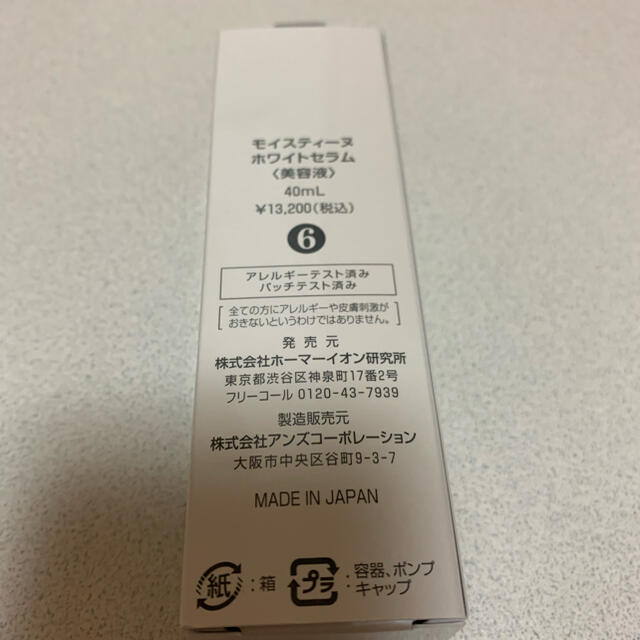 モイスティーヌ
ホワイトセラム
〈美容液〉
40mL
¥13,200(税込)
6
アレルギーテスト済み
パッチテスト済み
全ての方にアレルギーや皮膚刺激が
おきないというわけではありません。
発売元
株式会社ホーマーイオン研究所
東京都渋谷区神泉町17番2号
フリーコール 0120-43-7939
製造販売元
株式会社アンズコーポレーション
大阪市中央区谷町9-3-7
MADE IN JAPAN
紙 :箱 プラ :容器、ポンプ
キャップ